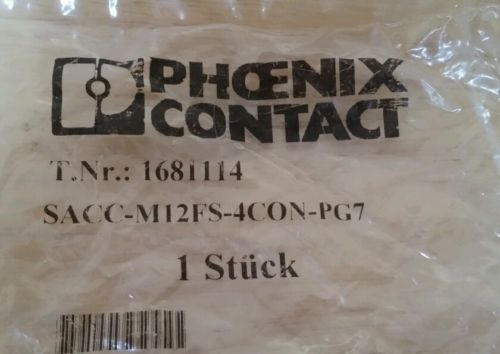 PHŒNIX
CONTACT
T.Nr.: 1681114
SACC-M12FS-4CON-PG7
1 Stück